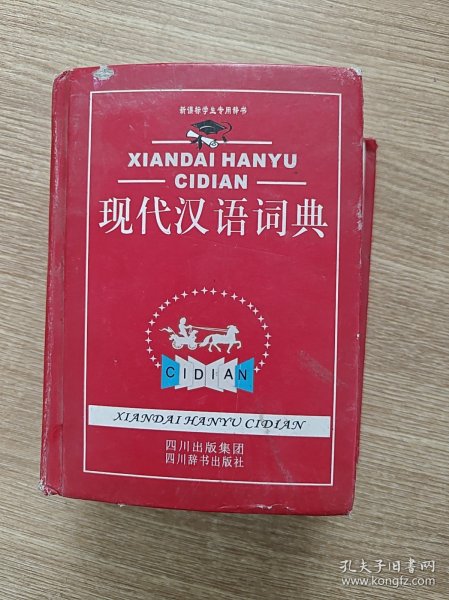 新课标学生专用辞书
XIANDAI HANYU
CIDIAN
现代汉语词典
CIDIAN
XIANDAI HANYU CIDIAN
四川出版集团
四川辞书出版社
孔夫子旧书网
www.kongfz.com